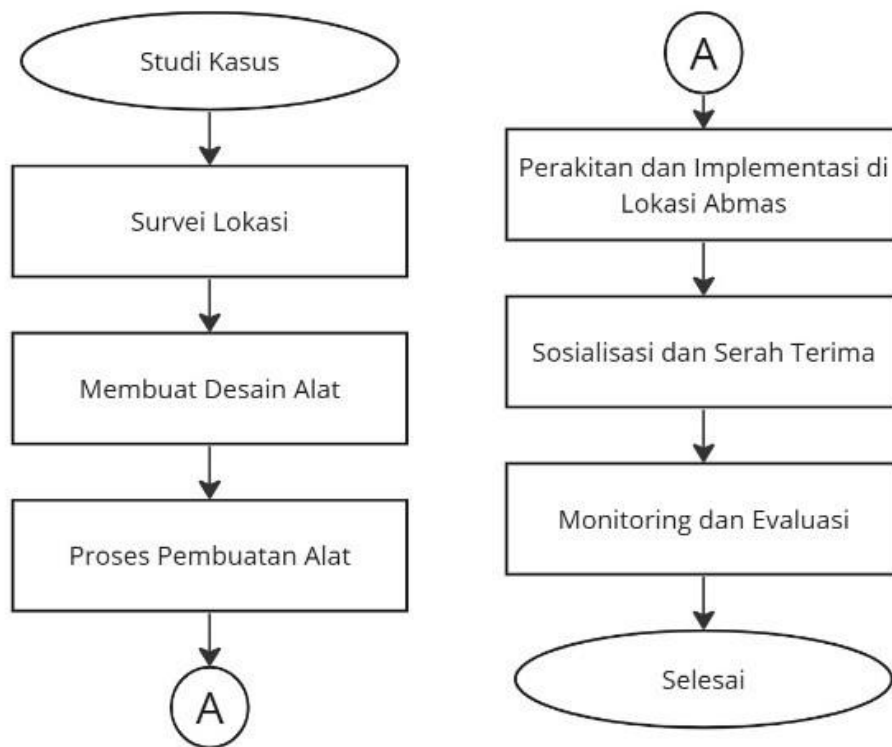 Studi Kasus
Survei Lokasi
Membuat Desain Alat
Proses Pembuatan Alat
A
A
Perakitan dan Implementasi di
Lokasi Abmas
Sosialisasi dan Serah Terima
Monitoring dan Evaluasi
Selesai